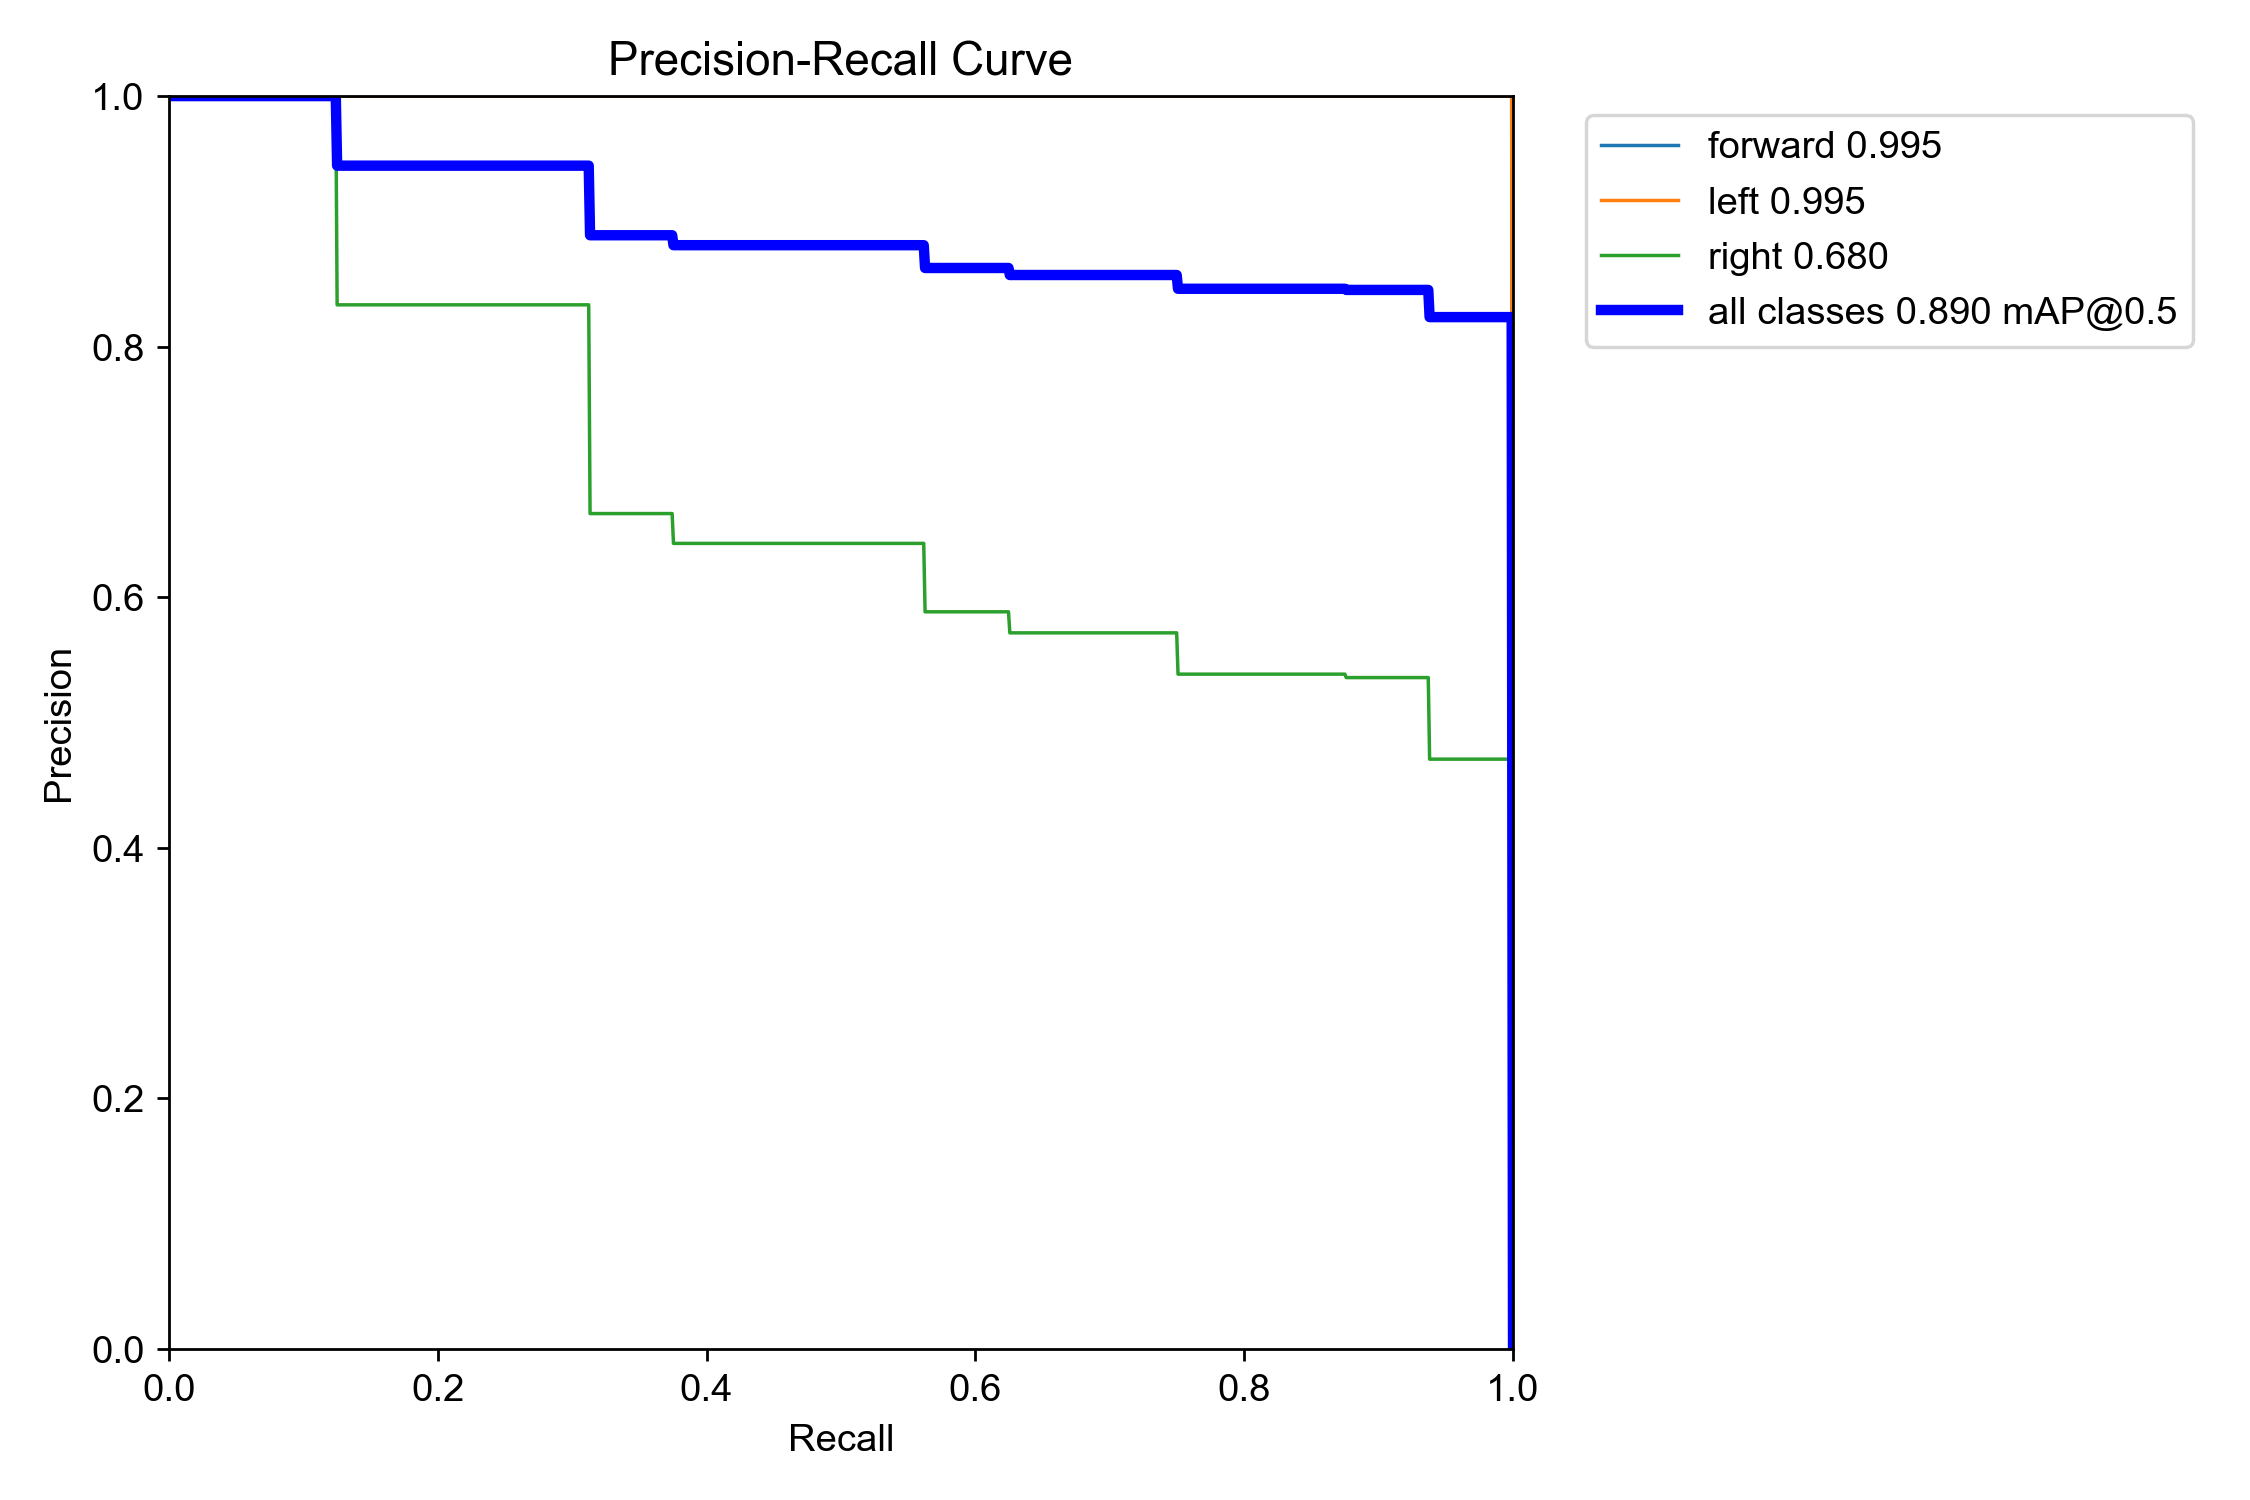 Precision-Recall Curve
1.0
0.8
0.6
0.4
0.2
0.0
Precision
0.0 0.2 0.4 0.6 0.8 1.0
Recall
forward 0.995
left 0.995
right 0.680
all classes 0.890 mAP@0.5